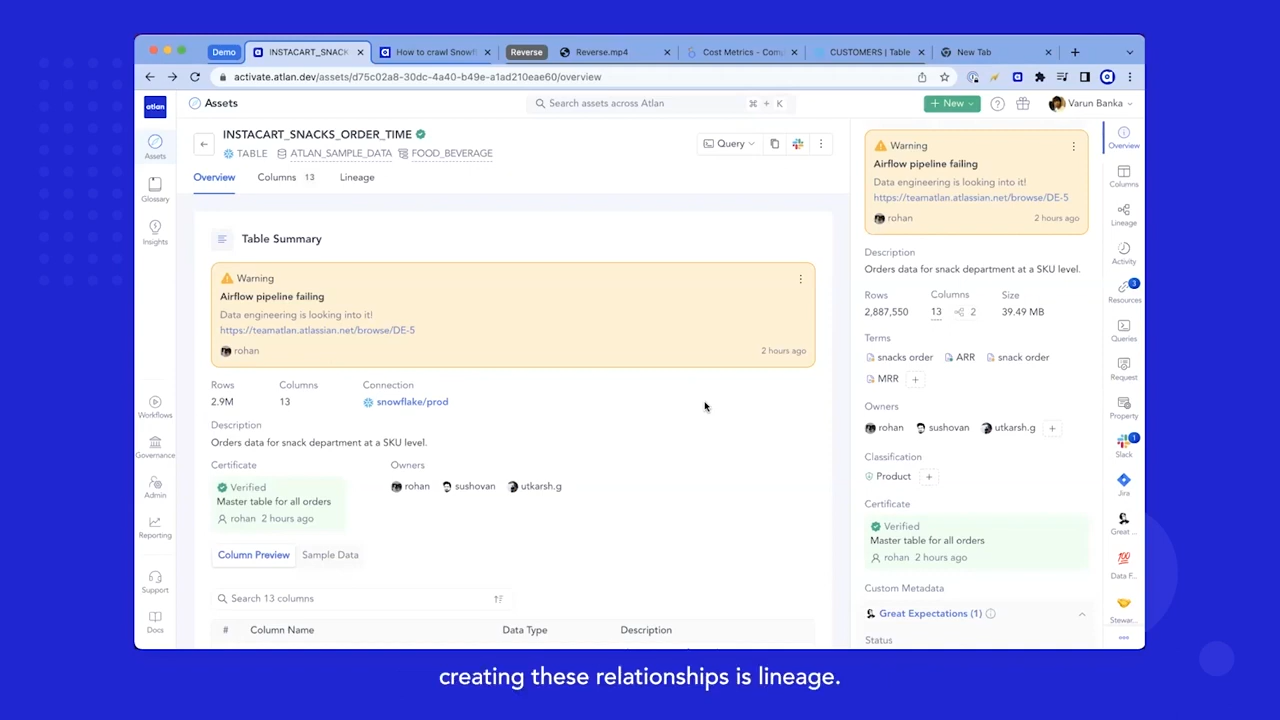 Demo
INSTACART_SNACK
How to crawl Snowfl
Reverse
Reverse.mp4
Cost Metrics – Comp
CUSTOMERS | Table
New Tab
activate.atlan.dev/assets/d75c02a8-30dc-4a40-b49e-a1ad210eae60/overview
atlan
Assets
Search assets across Atlan
⌘ + K
+ New
Varun Banka
Assets
Glossary
Insights
Workflows
Governance
Admin
Reporting
Support
Docs
INSTACART_SNACKS_ORDER_TIME
TABLE ATLAN_SAMPLE_DATA FOOD_BEVERAGE
Query
Overview Columns 13 Lineage
Table Summary
Warning
Airflow pipeline failing
Data engineering is looking into it!
https://teamatlan.atlassian.net/browse/DE-5
rohan 2 hours ago
Rows Columns Connection
2.9M 13 snowflake/prod
Description
Orders data for snack department at a SKU level.
Certificate Owners
Verified
Master table for all orders
rohan 2 hours ago
rohan sushovan utkarsh.g
Column Preview Sample Data
Search 13 columns
# Column Name Data Type Description
Warning
Airflow pipeline failing
Data engineering is looking into it!
https://teamatlan.atlassian.net/browse/DE-5
rohan 2 hours ago
Description
Orders data for snack department at a SKU level.
Rows Columns Size
2,887,550 13 2 39.49 MB
Terms
snacks order ARR snack order
MRR +
Owners
rohan sushovan utkarsh.g +
Classification
Product +
Certificate
Verified
Master table for all orders
rohan 2 hours ago
Custom Metadata
Great Expectations (1)
Status
Overview
Columns
Lineage
Activity
3
Resources
Queries
Request
Property
1
Slack
Jira
Great ...
100
Data F...
Stewar...
creating these relationships is lineage.